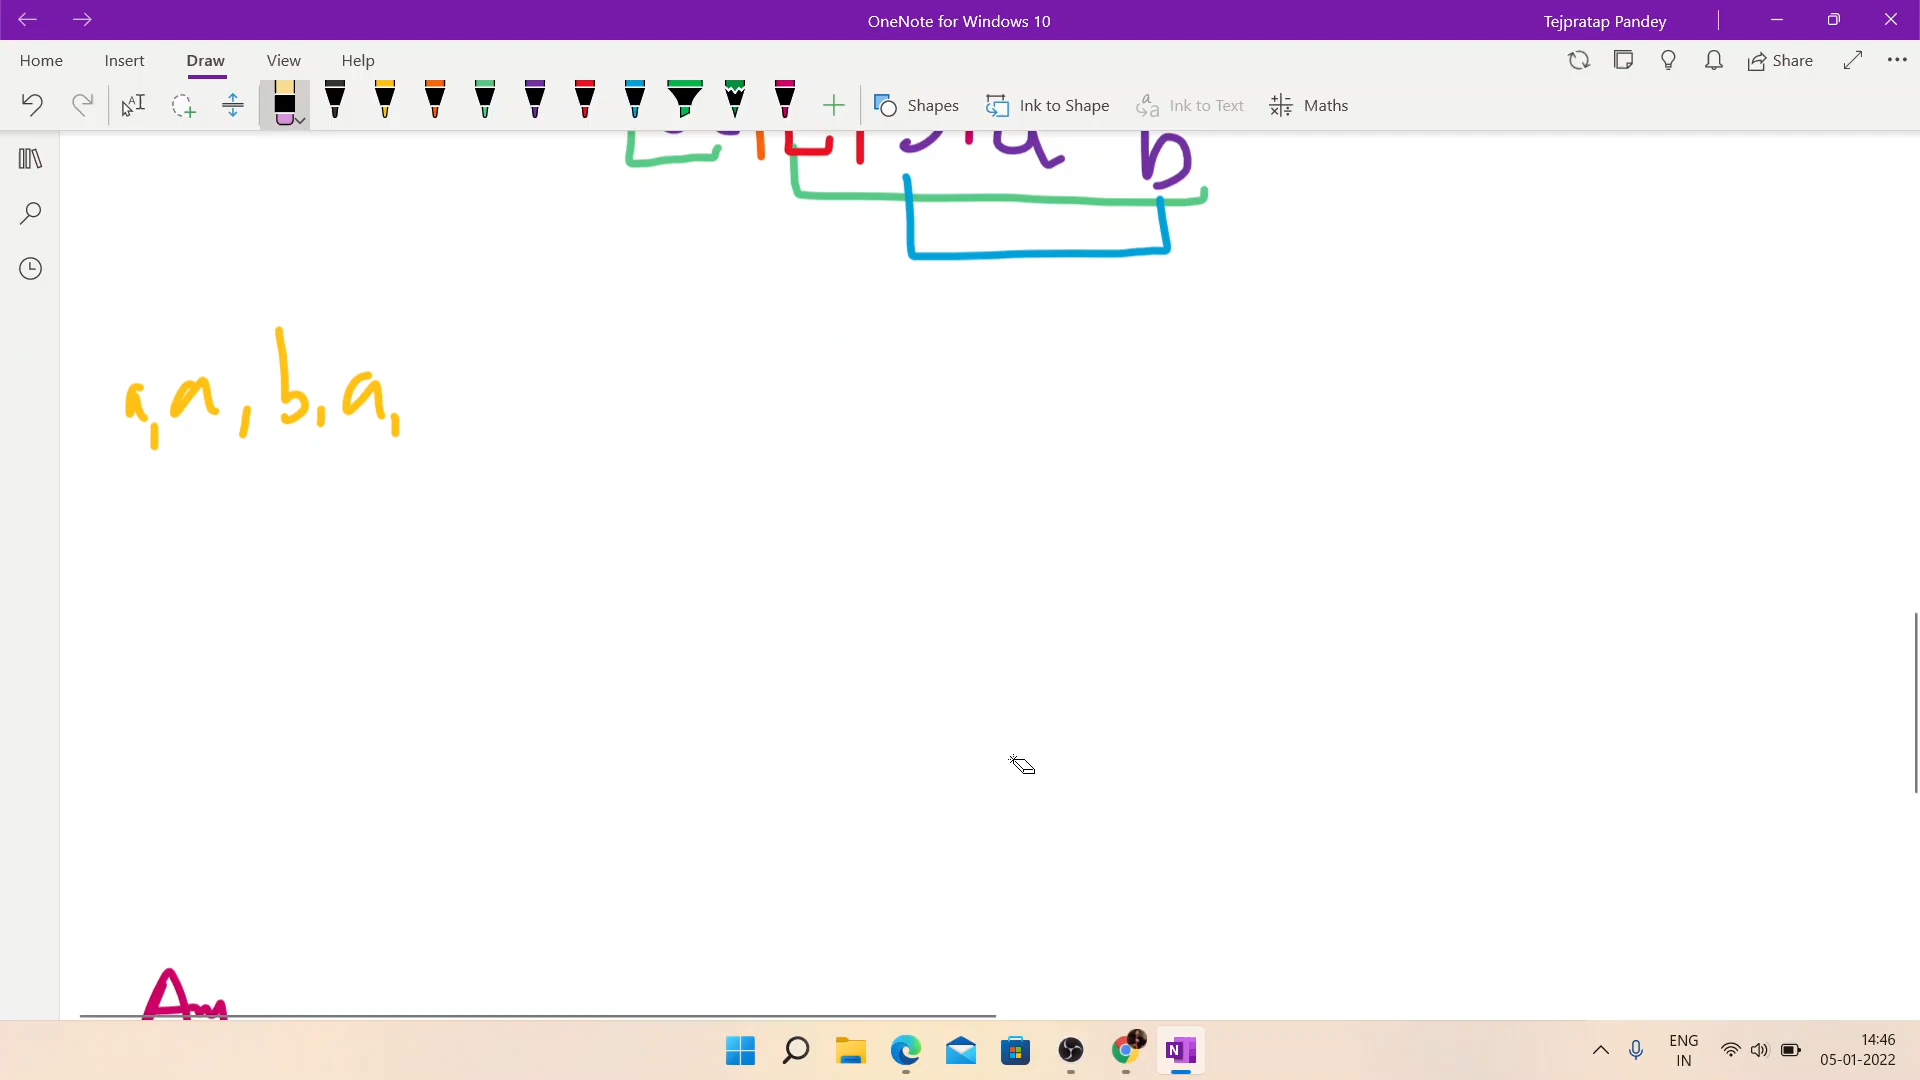 OneNote for Windows 10
Tejpratap Pandey
Home Insert Draw View Help
Share
Shapes Ink to Shape Ink to Text Maths
b
a, a, b, a,
ENG
IN
14:46
05-01-2022